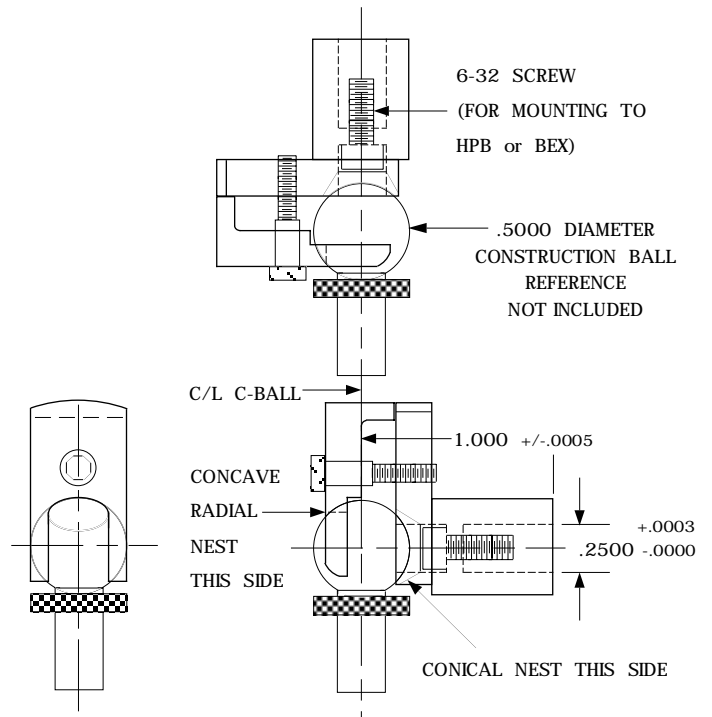 6-32 SCREW
(FOR MOUNTING TO
HPB or BEX)
.5000 DIAMETER
CONSTRUCTION BALL
REFERENCE
NOT INCLUDED
C/L C-BALL
1.000 +/-.0005
CONCAVE
RADIAL
NEST
THIS SIDE
+.0003
.2500 -.0000
CONICAL NEST THIS SIDE